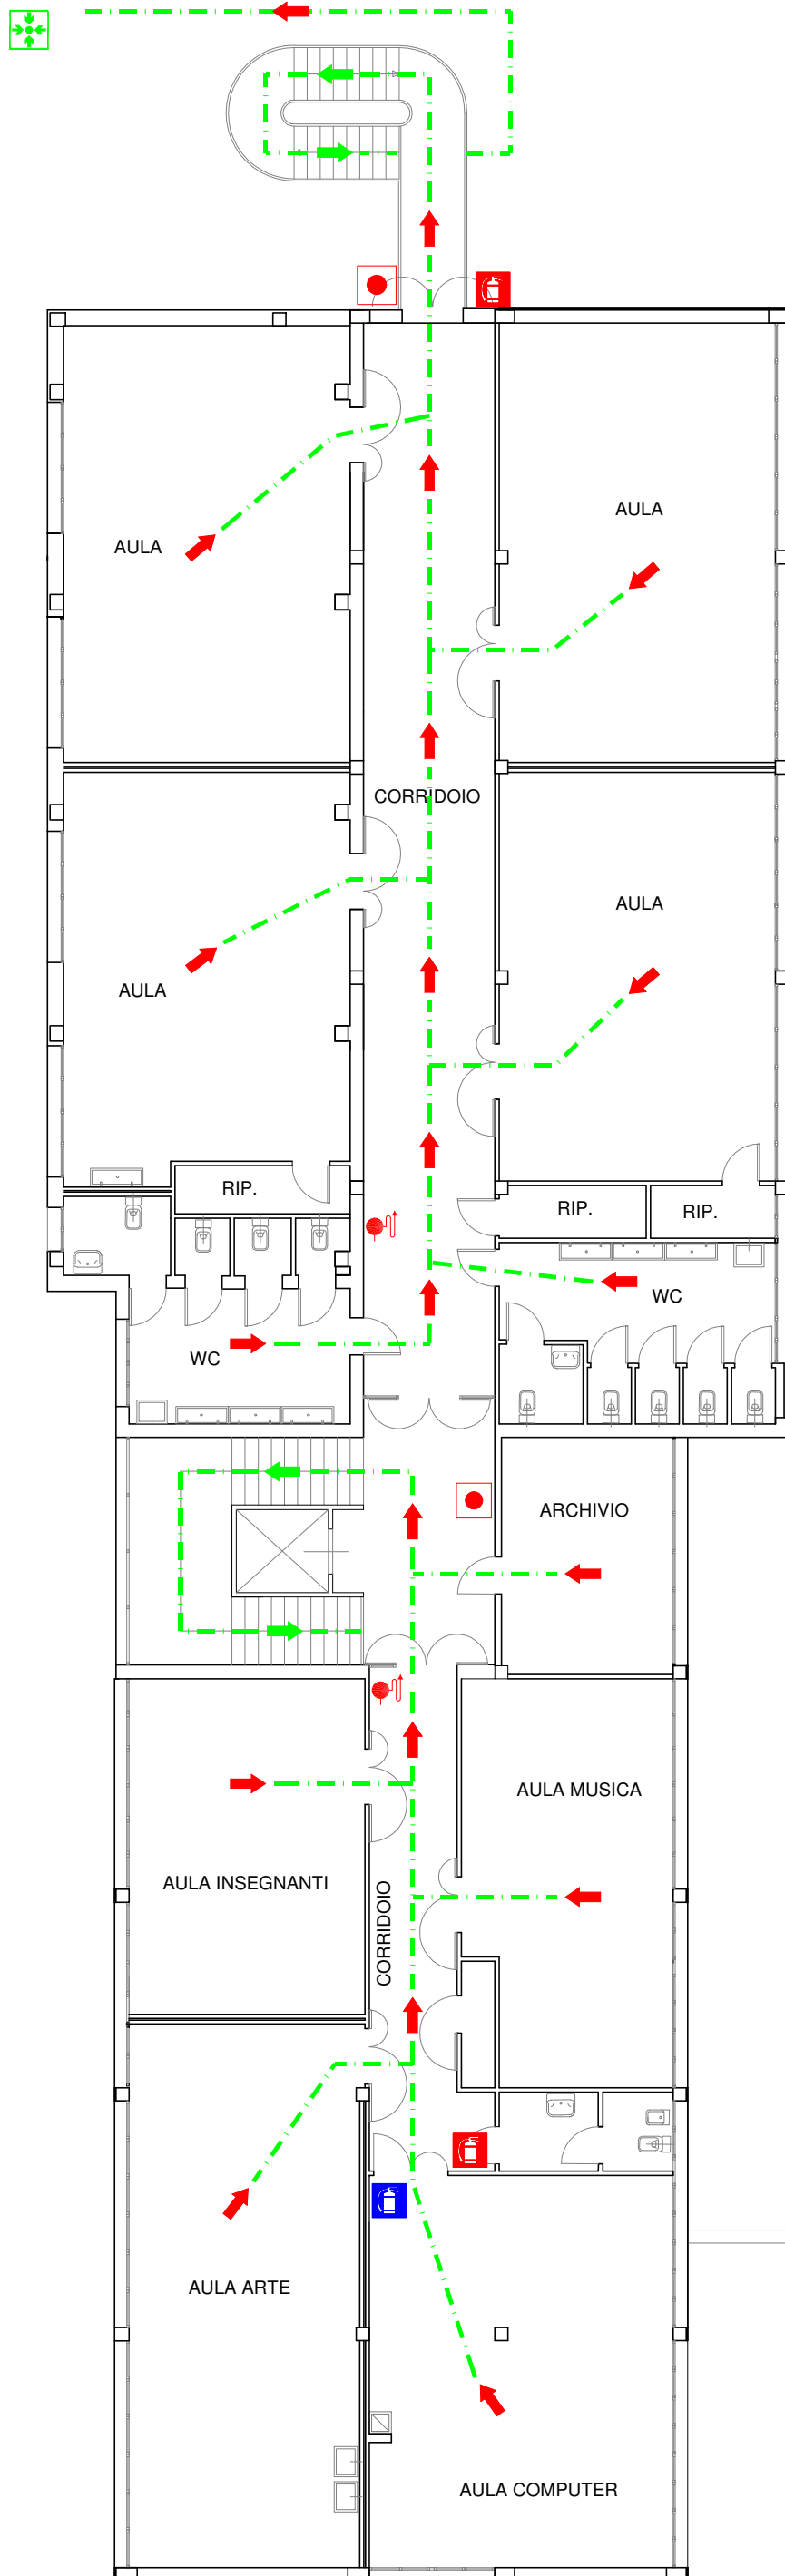 AULA
AULA
CORRIDOIO
AULA
AULA
RIP.
RIP.
RIP.
WC
WC
ARCHIVIO
AULA MUSICA
AULA INSEGNANTI
CORRIDOIO
AULA ARTE
AULA COMPUTER